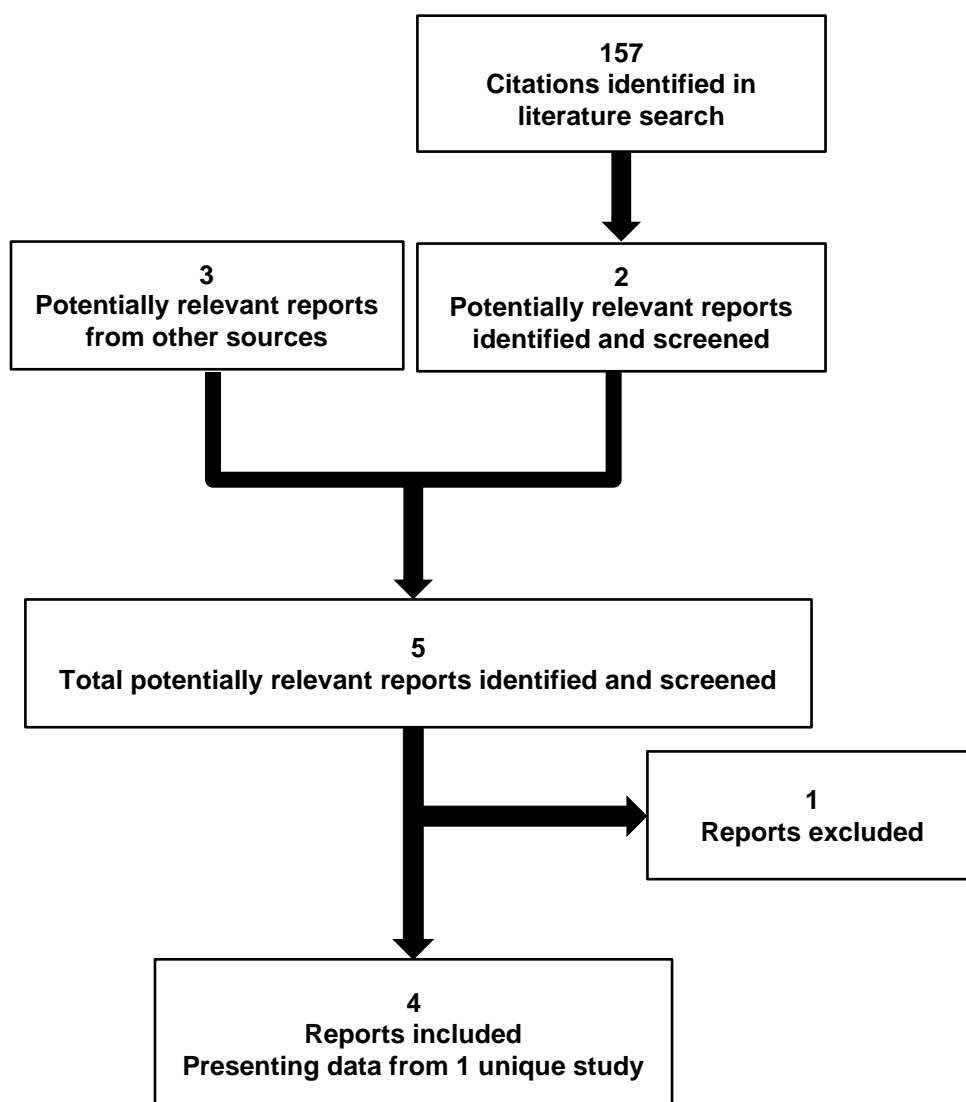 157
Citations identified in
literature search
3
Potentially relevant reports
from other sources
2
Potentially relevant reports
identified and screened
5
Total potentially relevant reports identified and screened
1
Reports excluded
4
Reports included
Presenting data from 1 unique study